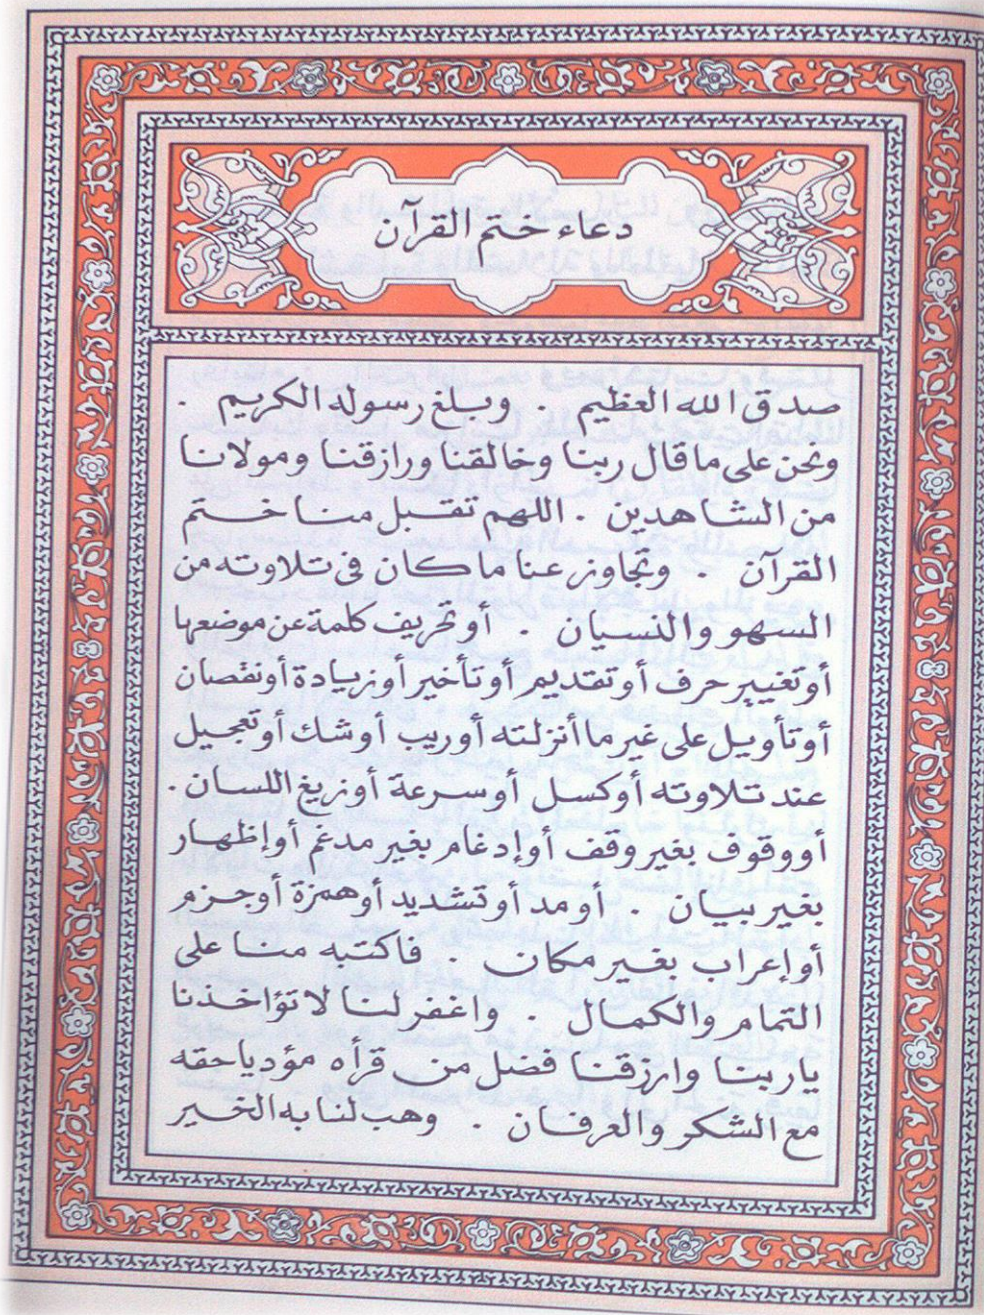 دعاء ختم القرآن
صدق الله العظيم . وبلغ رسوله الكريم .
ونحن على ما قال ربنا وخالقنا ورازقنا ومولانا
من الشاهدين . اللهم تقبل منا ختم
القرآن . وتجاوز عنا ما كان فى تلاوته من
السهو والنسيان . أو تحريف كلمة عن موضعها
أو تغيير حرف أو تقديم أو تأخير أو زيادة أو نقصان
أو تأويل على غير ما أنزلته أو ريب أو شك أو تعجيل
عند تلاوته أو كسل أو سرعة أو زيغ اللسان .
أو وقوف بغير وقف أو إدغام بغير مدغم أو إظهار
بغير بيان . أو مد أو تشديد أو همزة أو جزم
أو إعراب بغير مكان . فاكتبه منا على
التمام والكمال . واغفر لنا لا تؤاخذنا
يا ربنا وارزقنا فضل من قرأه مؤديا حقه
مع الشكر والعرفان . وهب لنا به الخير